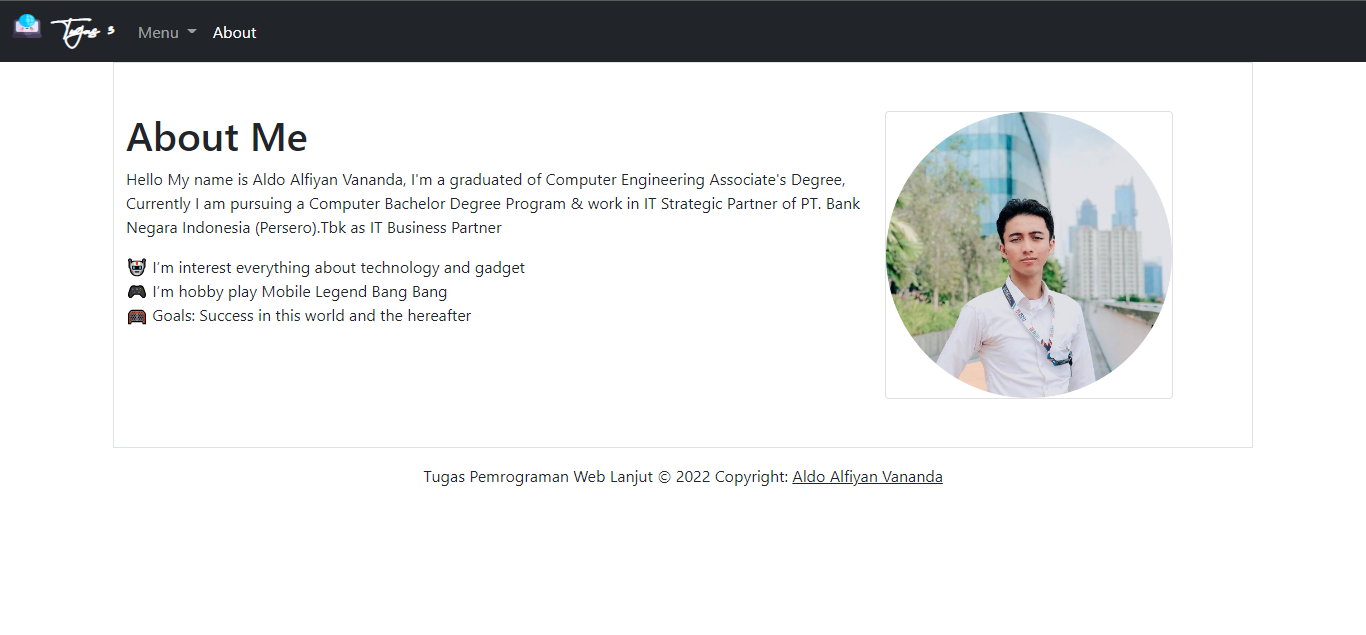 Tugas 3 Menu About
About Me
Hello My name is Aldo Alfiyan Vananda, I'm a graduated of Computer Engineering Associate's Degree,
Currently I am pursuing a Computer Bachelor Degree Program & work in IT Strategic Partner of PT. Bank
Negara Indonesia (Persero).Tbk as IT Business Partner
I’m interest everything about technology and gadget
I’m hobby play Mobile Legend Bang Bang
Goals: Success in this world and the hereafter
Tugas Pemrograman Web Lanjut © 2022 Copyright: Aldo Alfiyan Vananda